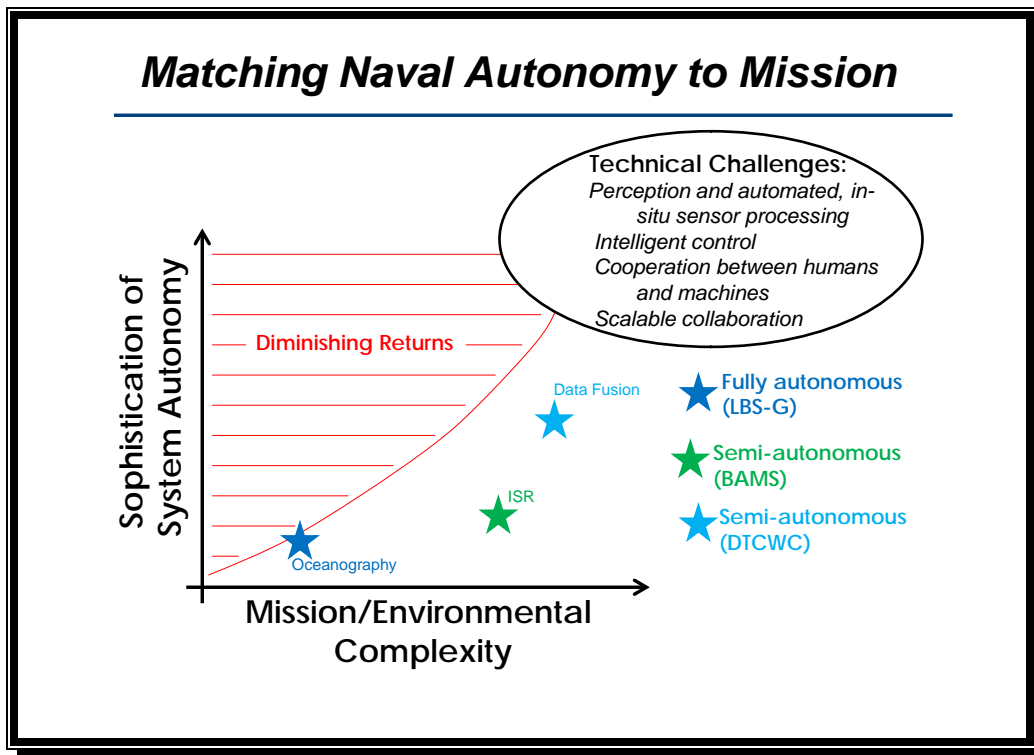 Matching Naval Autonomy to Mission
Technical Challenges:
Perception and automated, in-
situ sensor processing
Intelligent control
Cooperation between humans
and machines
Scalable collaboration
Sophistication of
System Autonomy
Diminishing Returns
Data Fusion
ISR
Oceanography
Fully autonomous
(LBS-G)
Semi-autonomous
(BAMS)
Semi-autonomous
(DTCWC)
Mission/Environmental
Complexity